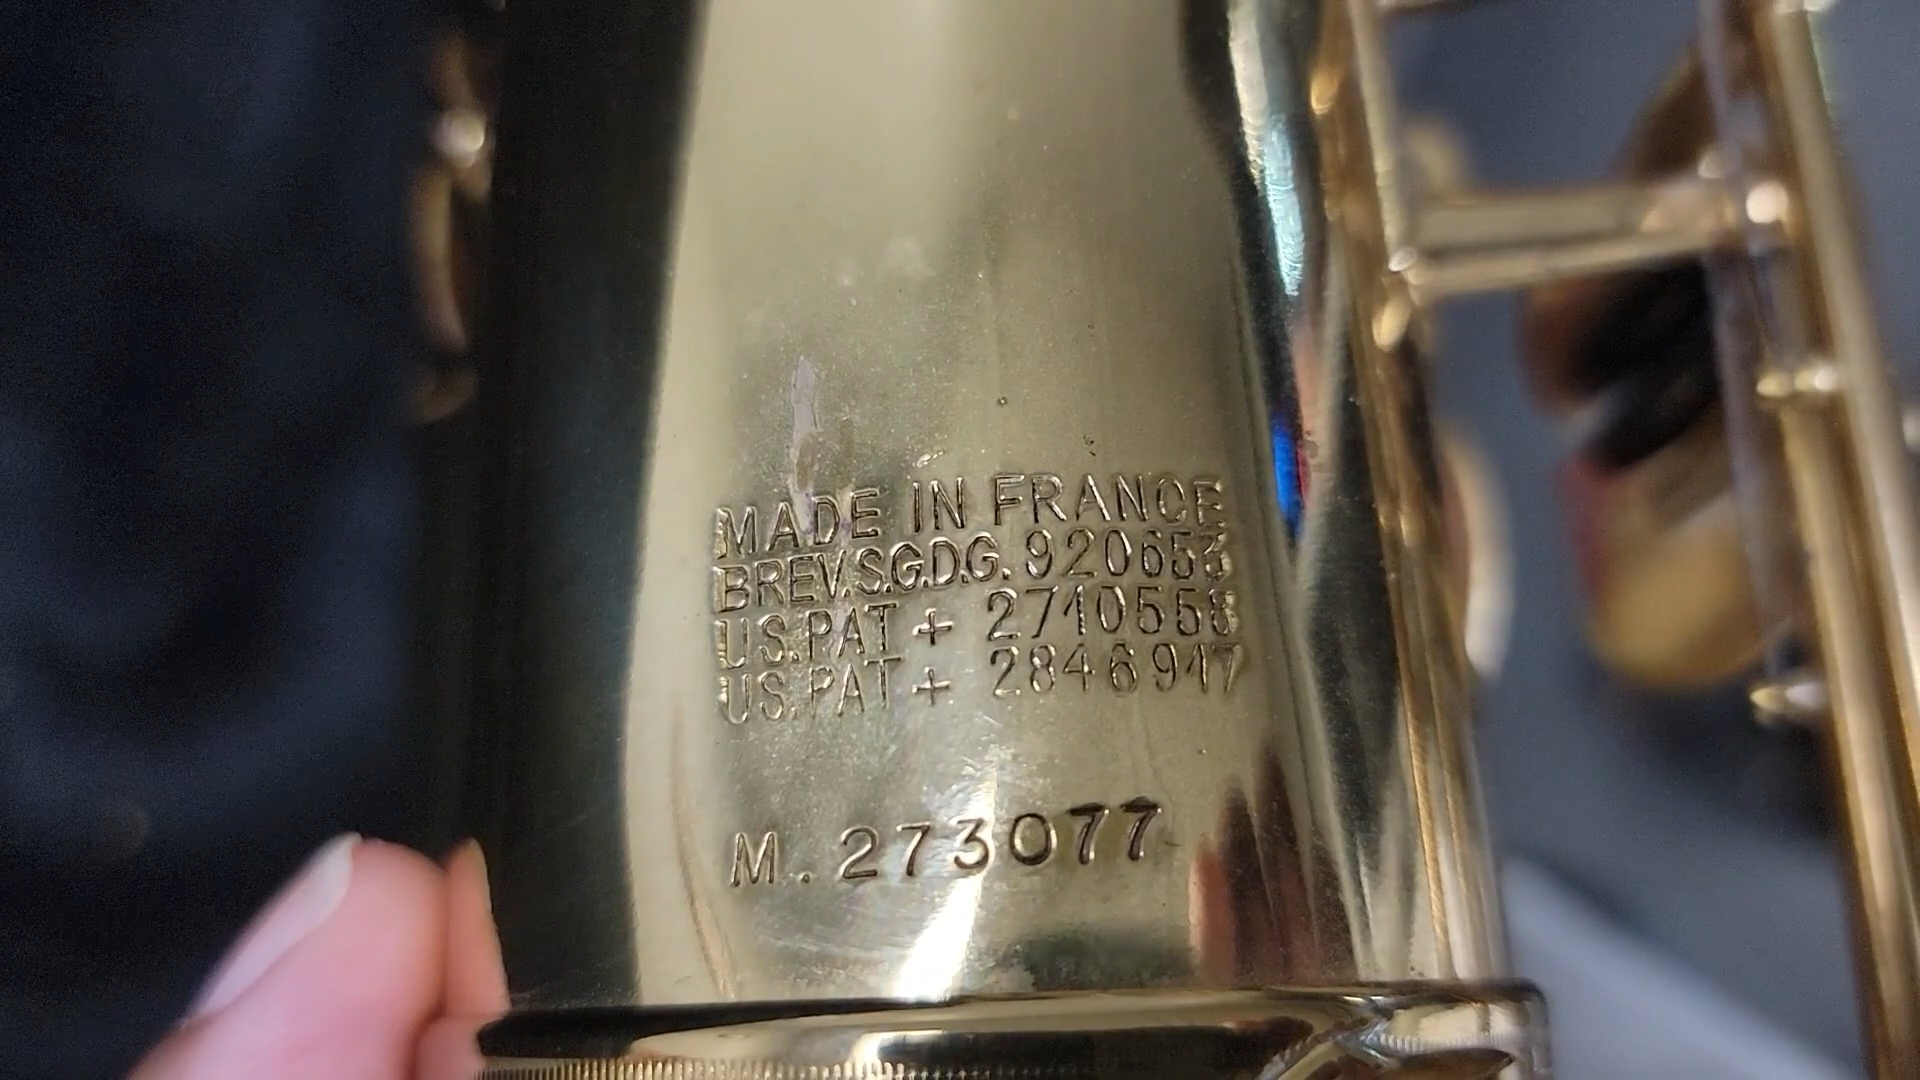 MADE IN FRANCE
BREV.S.G.D.G. 920653
U.S.PAT + 2710558
U.S.PAT + 2846917
M. 273077